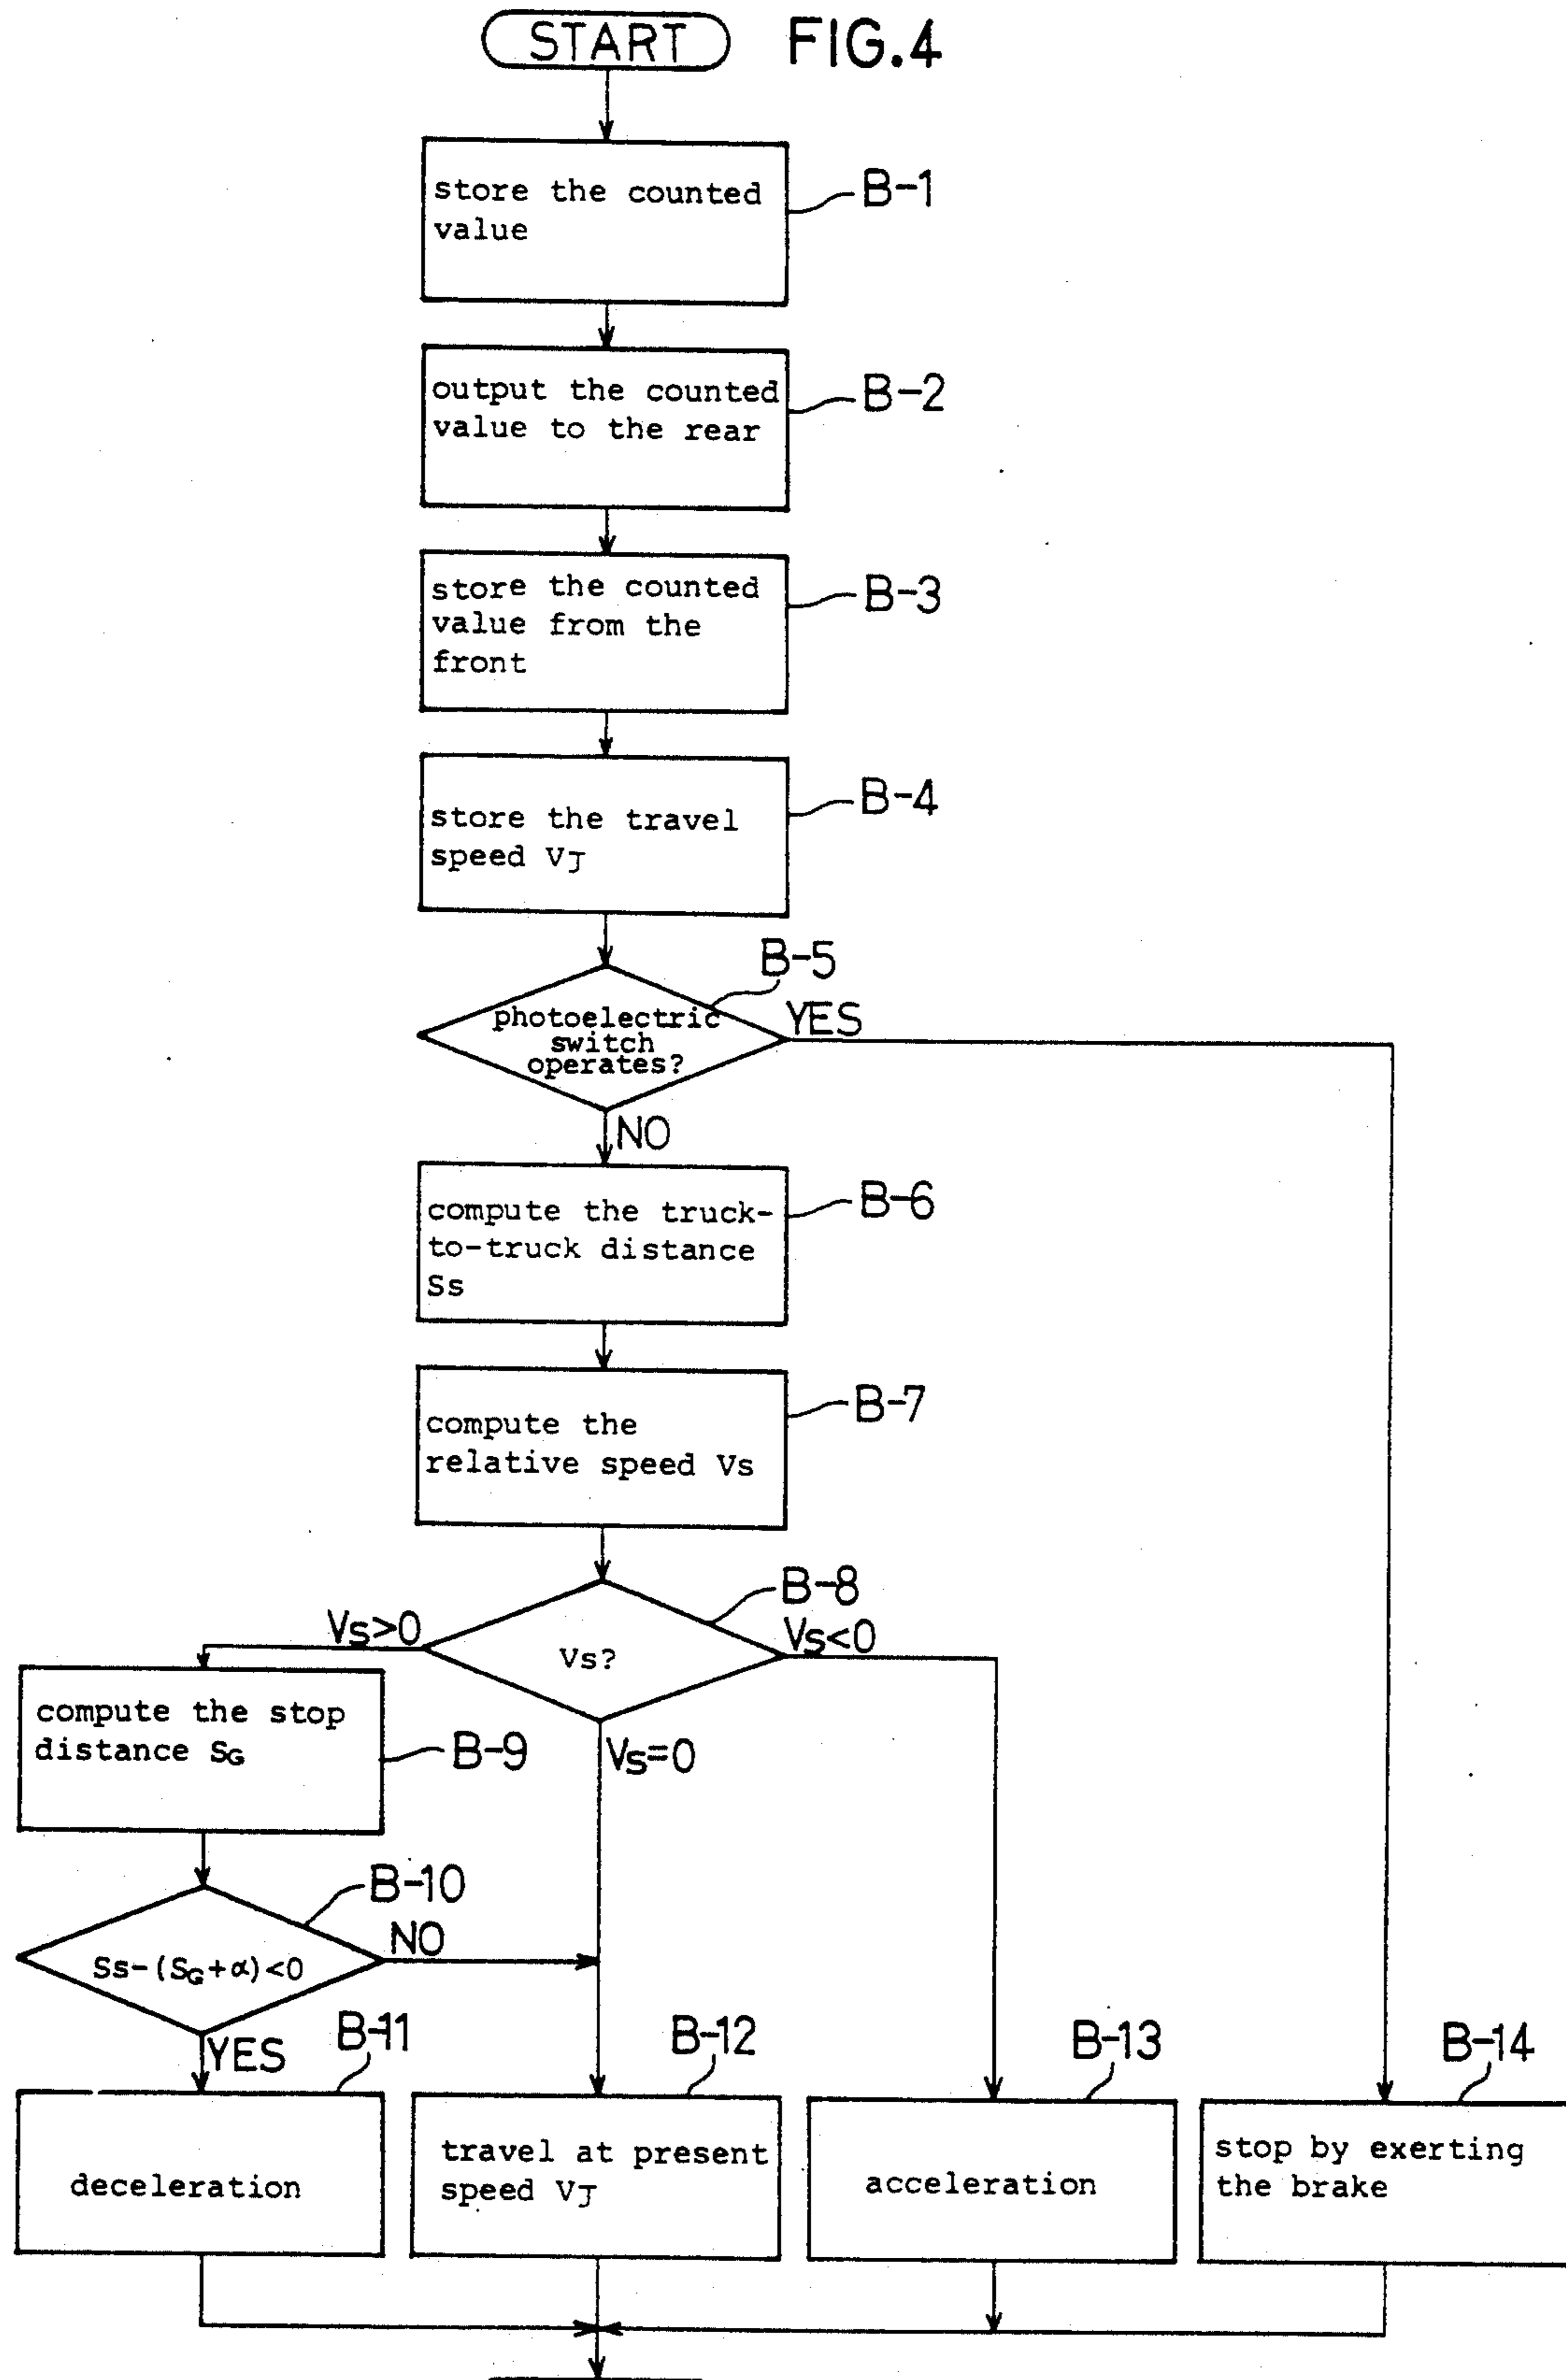 START
FIG.4
store the counted
value
B-1
output the counted
value to the rear
B-2
store the counted
value from the
front
B-3
store the travel
speed VJ
B-4
B-5
photoelectric
switch
operates?
YES
NO
compute the truck-
to-truck distance
Ss
B-6
compute the
relative speed Vs
B-7
B-8
Vs>0
Vs?
Vs<0
Vs=0
compute the stop
distance SG
B-9
B-10
Ss-(SG+α)<0
NO
YES
B-11
deceleration
B-12
travel at present
speed VJ
B-13
acceleration
B-14
stop by exerting
the brake